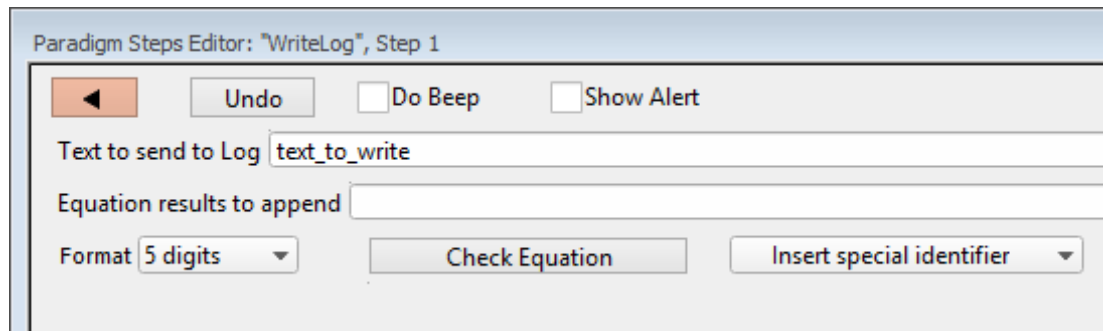 Paradigm Steps Editor: "WriteLog", Step 1
Undo Do Beep Show Alert
Text to send to Log text_to_write
Equation results to append
Format 5 digits Check Equation Insert special identifier